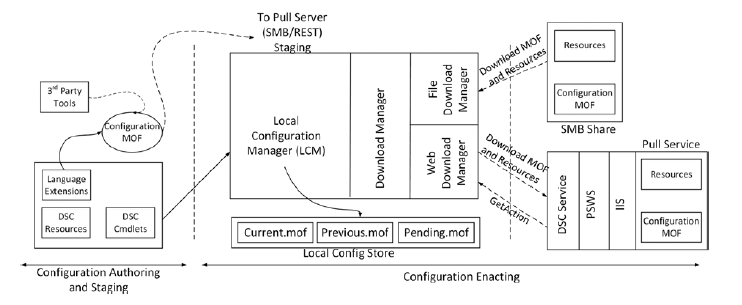 To Pull Server
(SMB/REST)
Staging
3rd Party
Tools
Configuration
MOF
Language
Extensions
DSC
Resources
DSC
Cmdlets
Local
Configuration
Manager (LCM)
Download Manager
File
Download
Manager
Web
Download
Manager
Download MOF
and Resources
Resources
Configuration
MOF
SMB Share
Download MOF
and Resources
GetAction
Pull Service
DSC Service
PSWS
IIS
Resources
Configuration
MOF
Current.mof
Previous.mof
Pending.mof
Local Config Store
Configuration Authoring
and Staging
Configuration Enacting